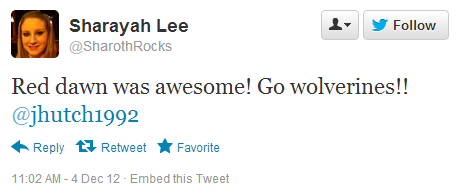 Sharayah Lee
@SharothRocks
Follow
Red dawn was awesome! Go wolverines!!
@jhutch1992
Reply Retweet Favorite
11:02 AM - 4 Dec 12 · Embed this Tweet